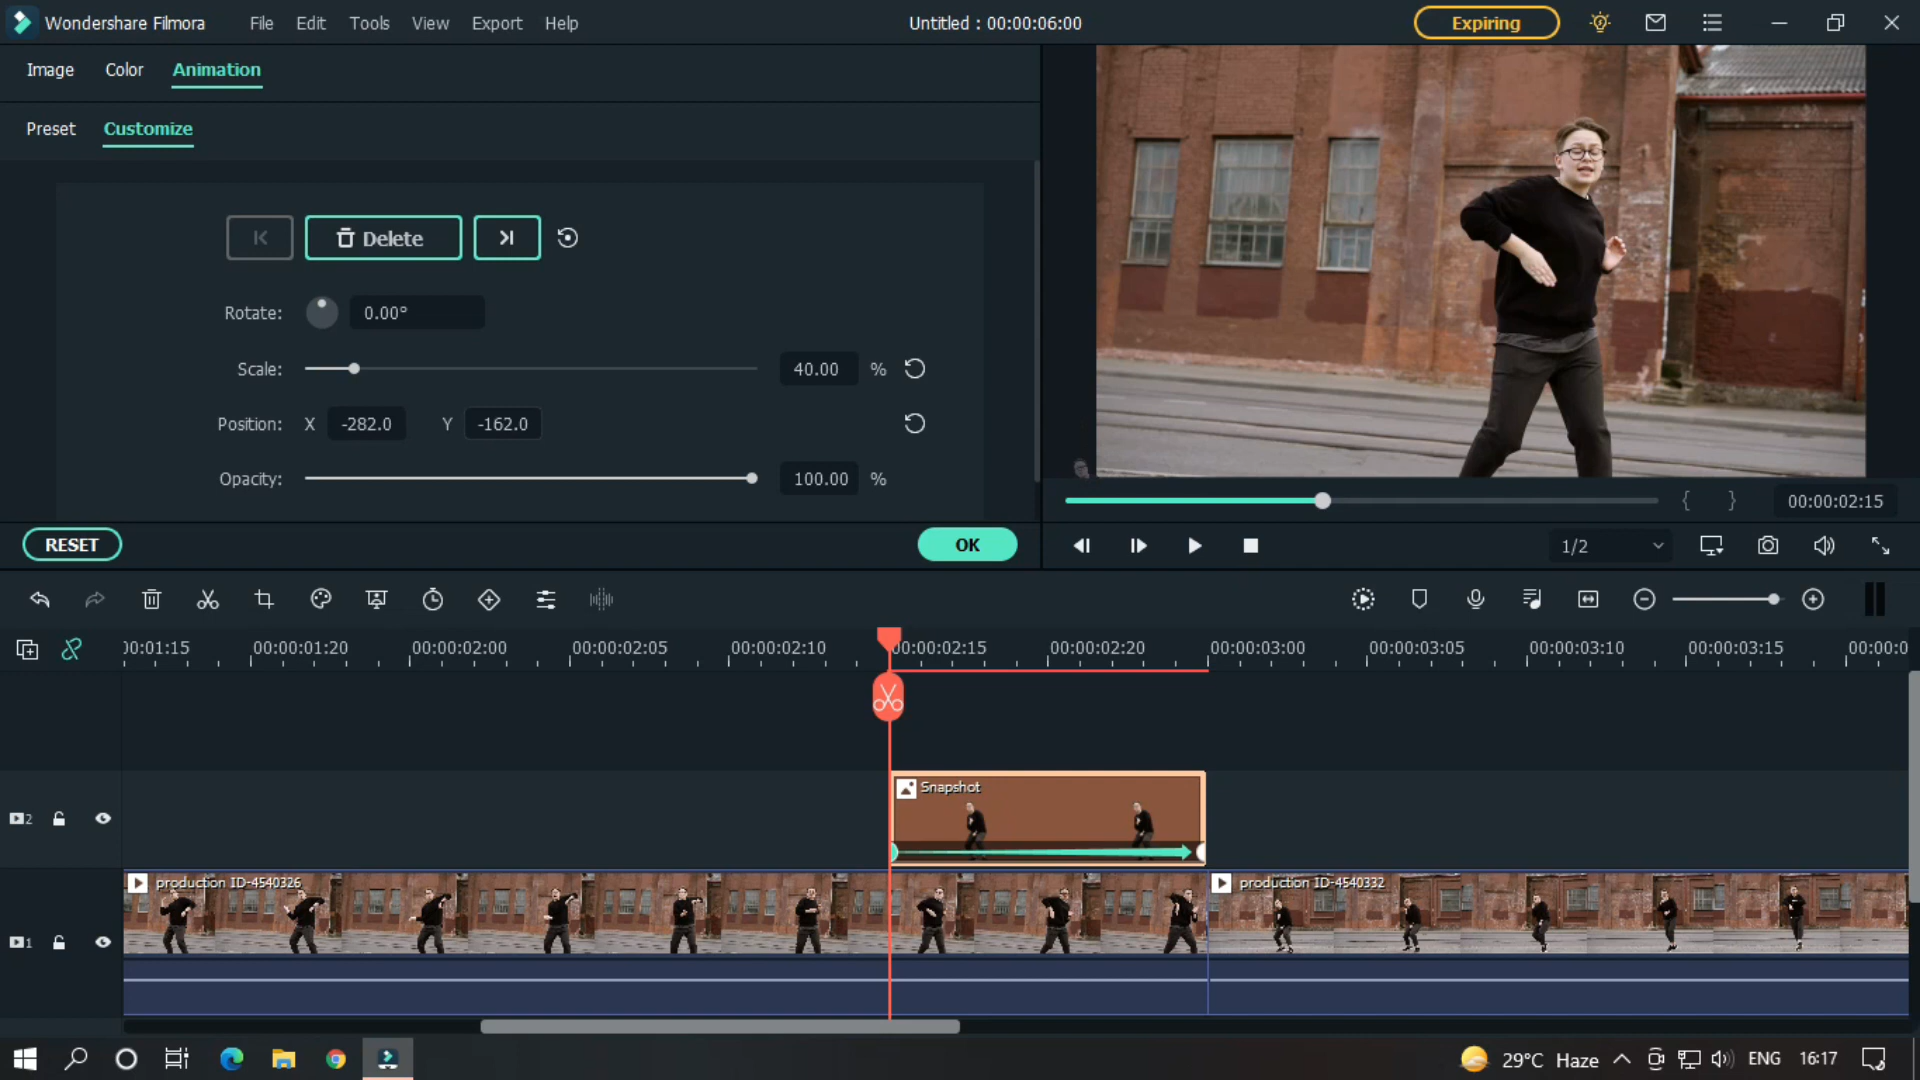 Wondershare Filmora File Edit Tools View Export Help Untitled : 00:00:06:00 Expiring
Image Color Animation
Preset Customize
Delete
Rotate: 0.00°
Scale: 40.00 %
Position: X -282.0 Y -162.0
Opacity: 100.00 %
RESET OK
{ } 00:00:02:15
1/2
00:01:15 00:00:01:20 00:00:02:00 00:00:02:05 00:00:02:10 00:00:02:15 00:00:02:20 00:00:03:00 00:00:03:05 00:00:03:10 00:00:03:15 00:00:0
Snapshot
2
production ID-4540326 production ID-4540332
1
29°C Haze ENG 16:17